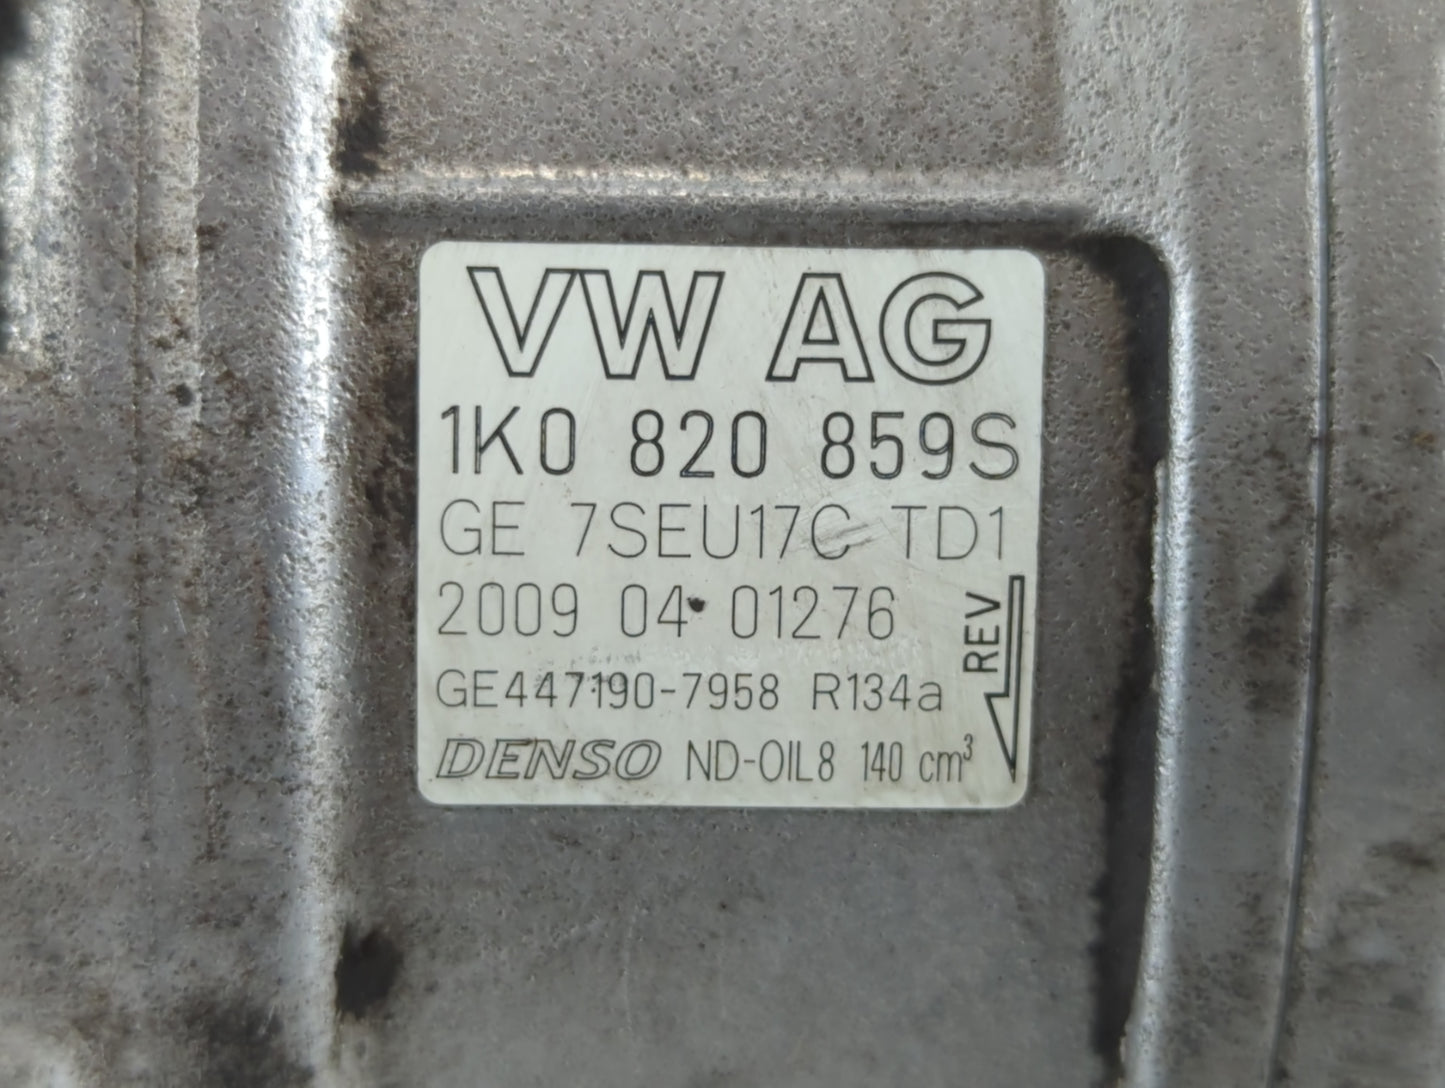 VW AG
1K0 820 859S
GE 7SEU17C TD1
2009 04 01276
REV
GE447190-7958 R134a
DENSO ND-OIL8 140 cm³